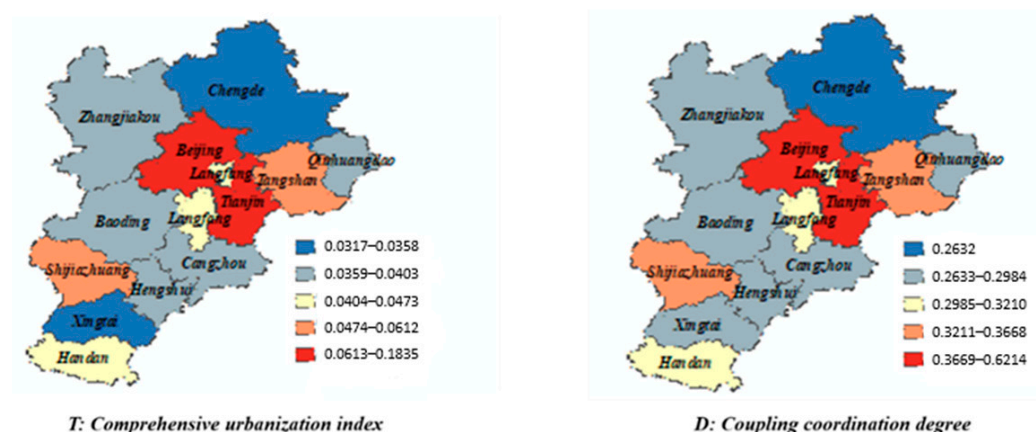 Chengde
Zhangjiakou
Beijing
Qinhuangdao
Langfang
Tangshan
Tianjin
Langfang
Baoding
Cangzhou
Shijiazhuang
Hengshui
Xingtai
Handan
0.0317–0.0358
0.0359–0.0403
0.0404–0.0473
0.0474–0.0612
0.0613–0.1835
T: Comprehensive urbanization index
Chengde
Zhangjiakou
Beijing
Qinhuangdao
Langfang
Tangshan
Tianjin
Langfang
Baoding
Cangzhou
Shijiazhuang
Hengshui
Xingtai
Handan
0.2632
0.2633–0.2984
0.2985–0.3210
0.3211–0.3668
0.3669–0.6214
D: Coupling coordination degree